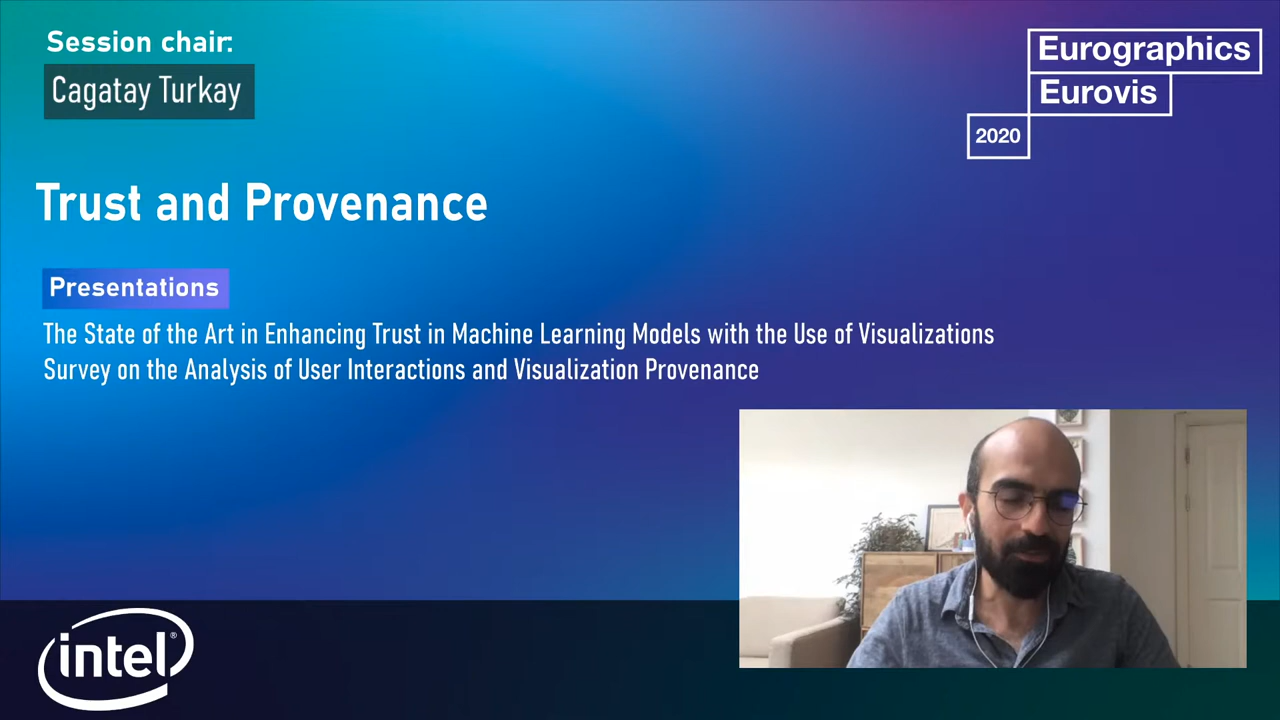 Session chair:
Cagatay Turkay
Eurographics
Eurovis
2020
Trust and Provenance
Presentations
The State of the Art in Enhancing Trust in Machine Learning Models with the Use of Visualizations
Survey on the Analysis of User Interactions and Visualization Provenance
intel®